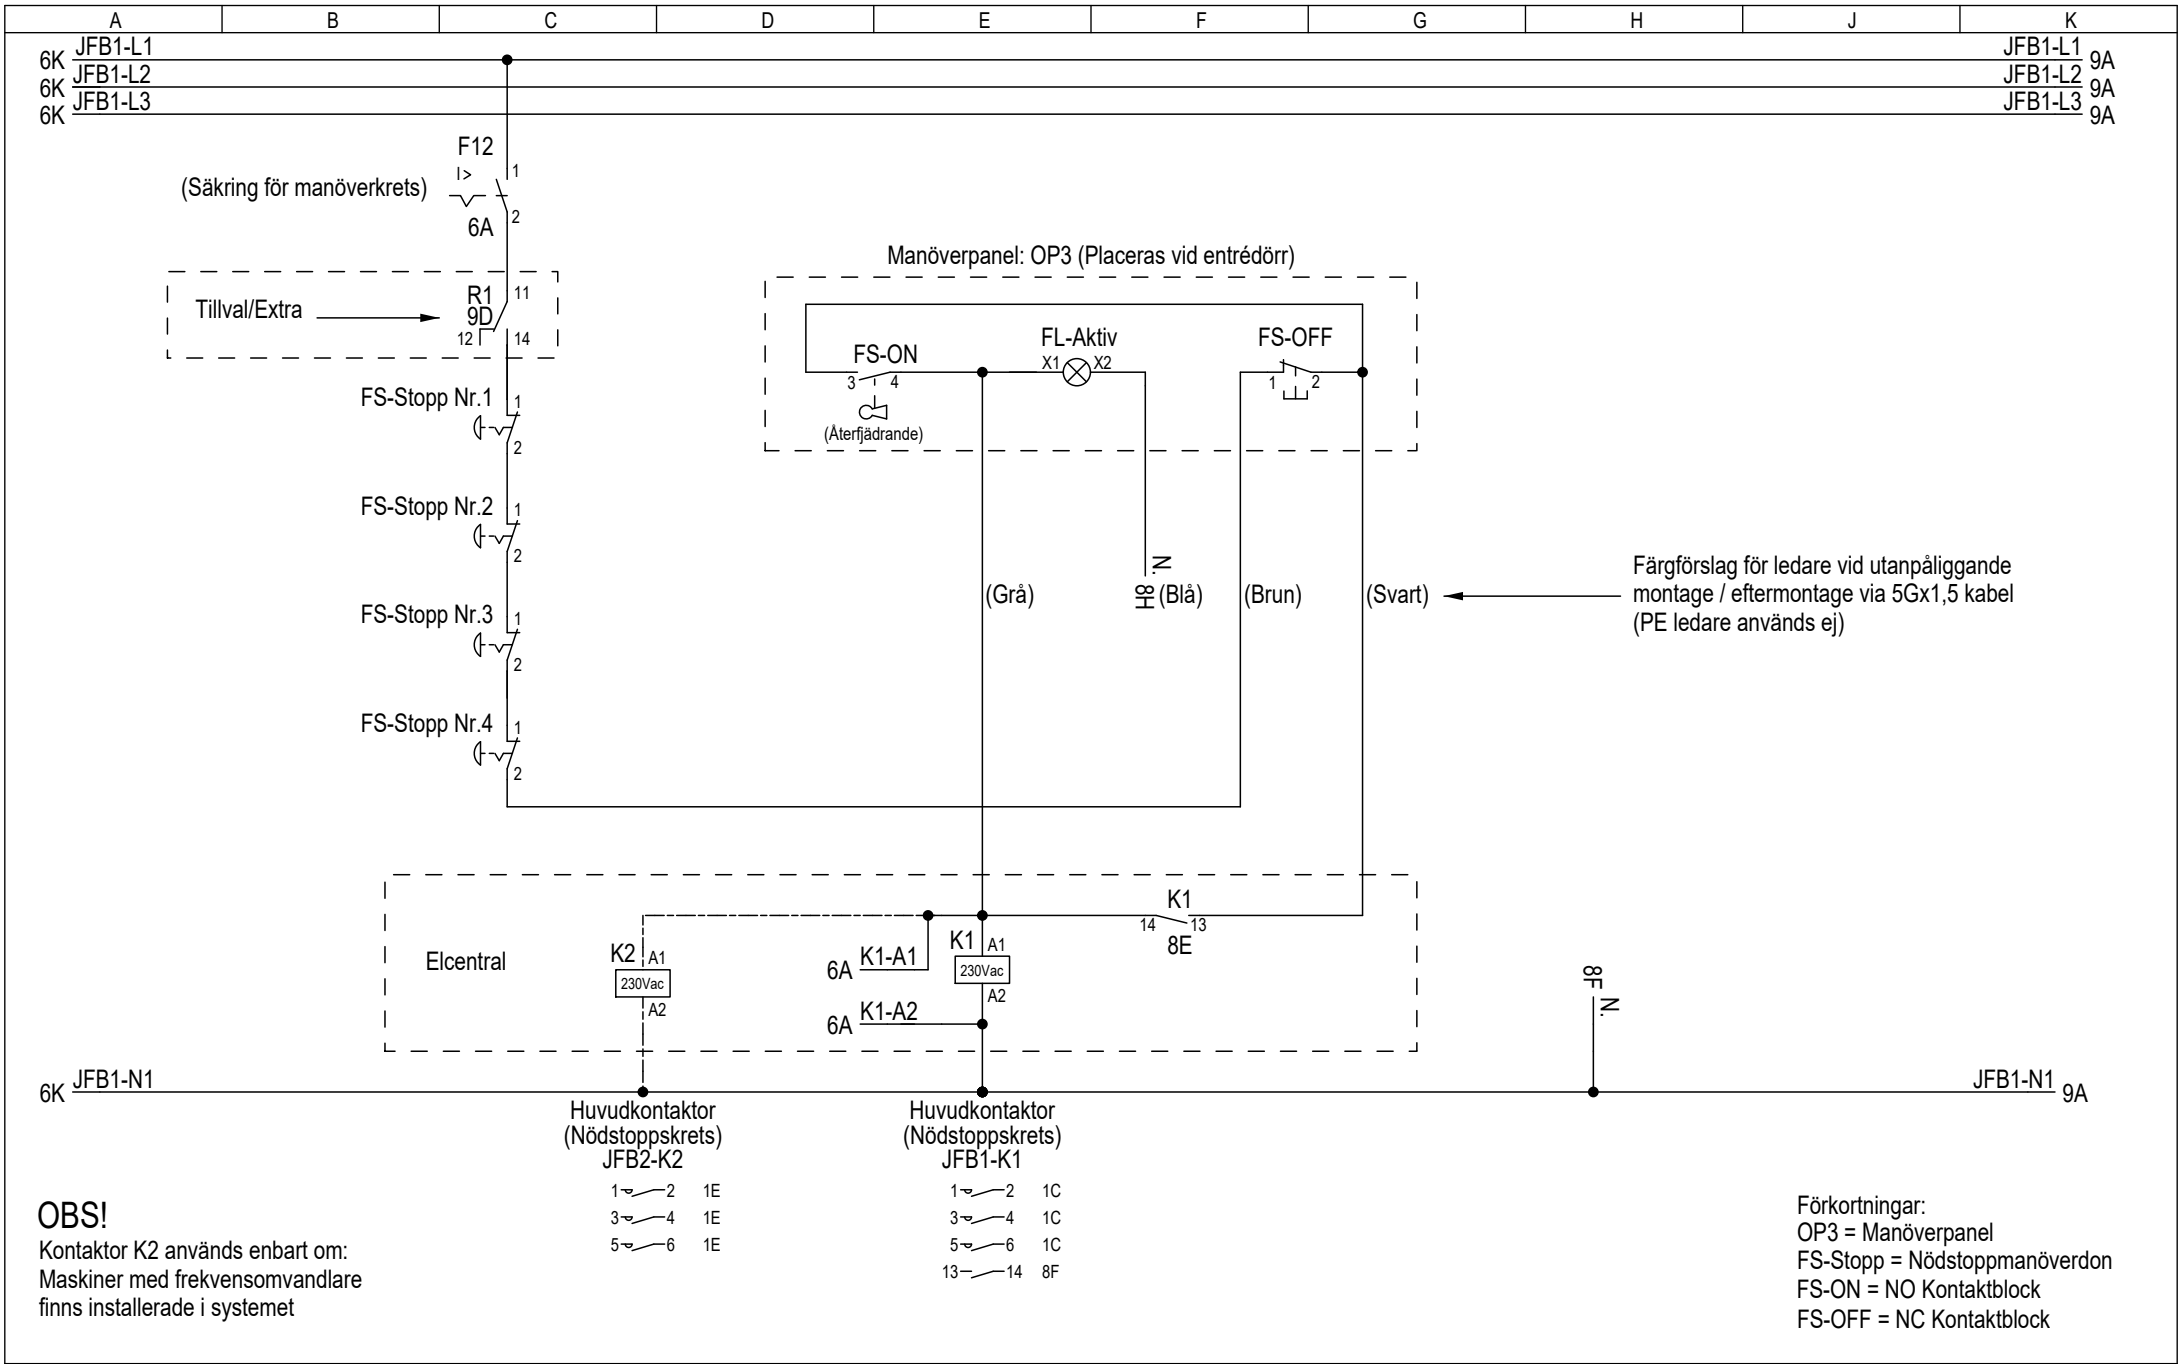 A B C D E F G H J K
JFB1-L1 JFB1-L1
6K 9A
JFB1-L2 JFB1-L2
6K 9A
JFB1-L3 JFB1-L3
6K 9A
F12
I> 1
(Säkring för manöverkrets)
2
6A
Manöverpanel: OP3 (Placeras vid entrédörr)
Tillval/Extra
R1 11
9D
12 14
FS-ON
3 4
(Återfjädrande)
FL-Aktiv
X1 X2
FS-OFF
1 2
FS-Stopp Nr.1 1
2
FS-Stopp Nr.2 1
2
FS-Stopp Nr.3 1
2
FS-Stopp Nr.4 1
2
(Grå)
N.
8H
(Blå)
(Brun)
(Svart)
Färgförslag för ledare vid utanpåliggande
montage / eftermontage via 5Gx1,5 kabel
(PE ledare används ej)
Elcentral
K2 A1
230Vac
A2
6A K1-A1
K1 A1
230Vac
A2
6A K1-A2
K1
14 13
8E
8F
N.
6K JFB1-N1
JFB1-N1 9A
Huvudkontaktor
(Nödstoppskrets)
JFB2-K2
1 2 1E
3 4 1E
5 6 1E
Huvudkontaktor
(Nödstoppskrets)
JFB1-K1
1 2 1C
3 4 1C
5 6 1C
13 14 8F
OBS!
Kontaktor K2 används enbart om:
Maskiner med frekvensomvandlare
finns installerade i systemet
Förkortningar:
OP3 = Manöverpanel
FS-Stopp = Nödstoppmanöverdon
FS-ON = NO Kontaktblock
FS-OFF = NC Kontaktblock